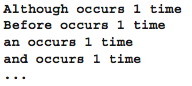 Although occurs 1 time
Before occurs 1 time
an occurs 1 time
and occurs 1 time
...